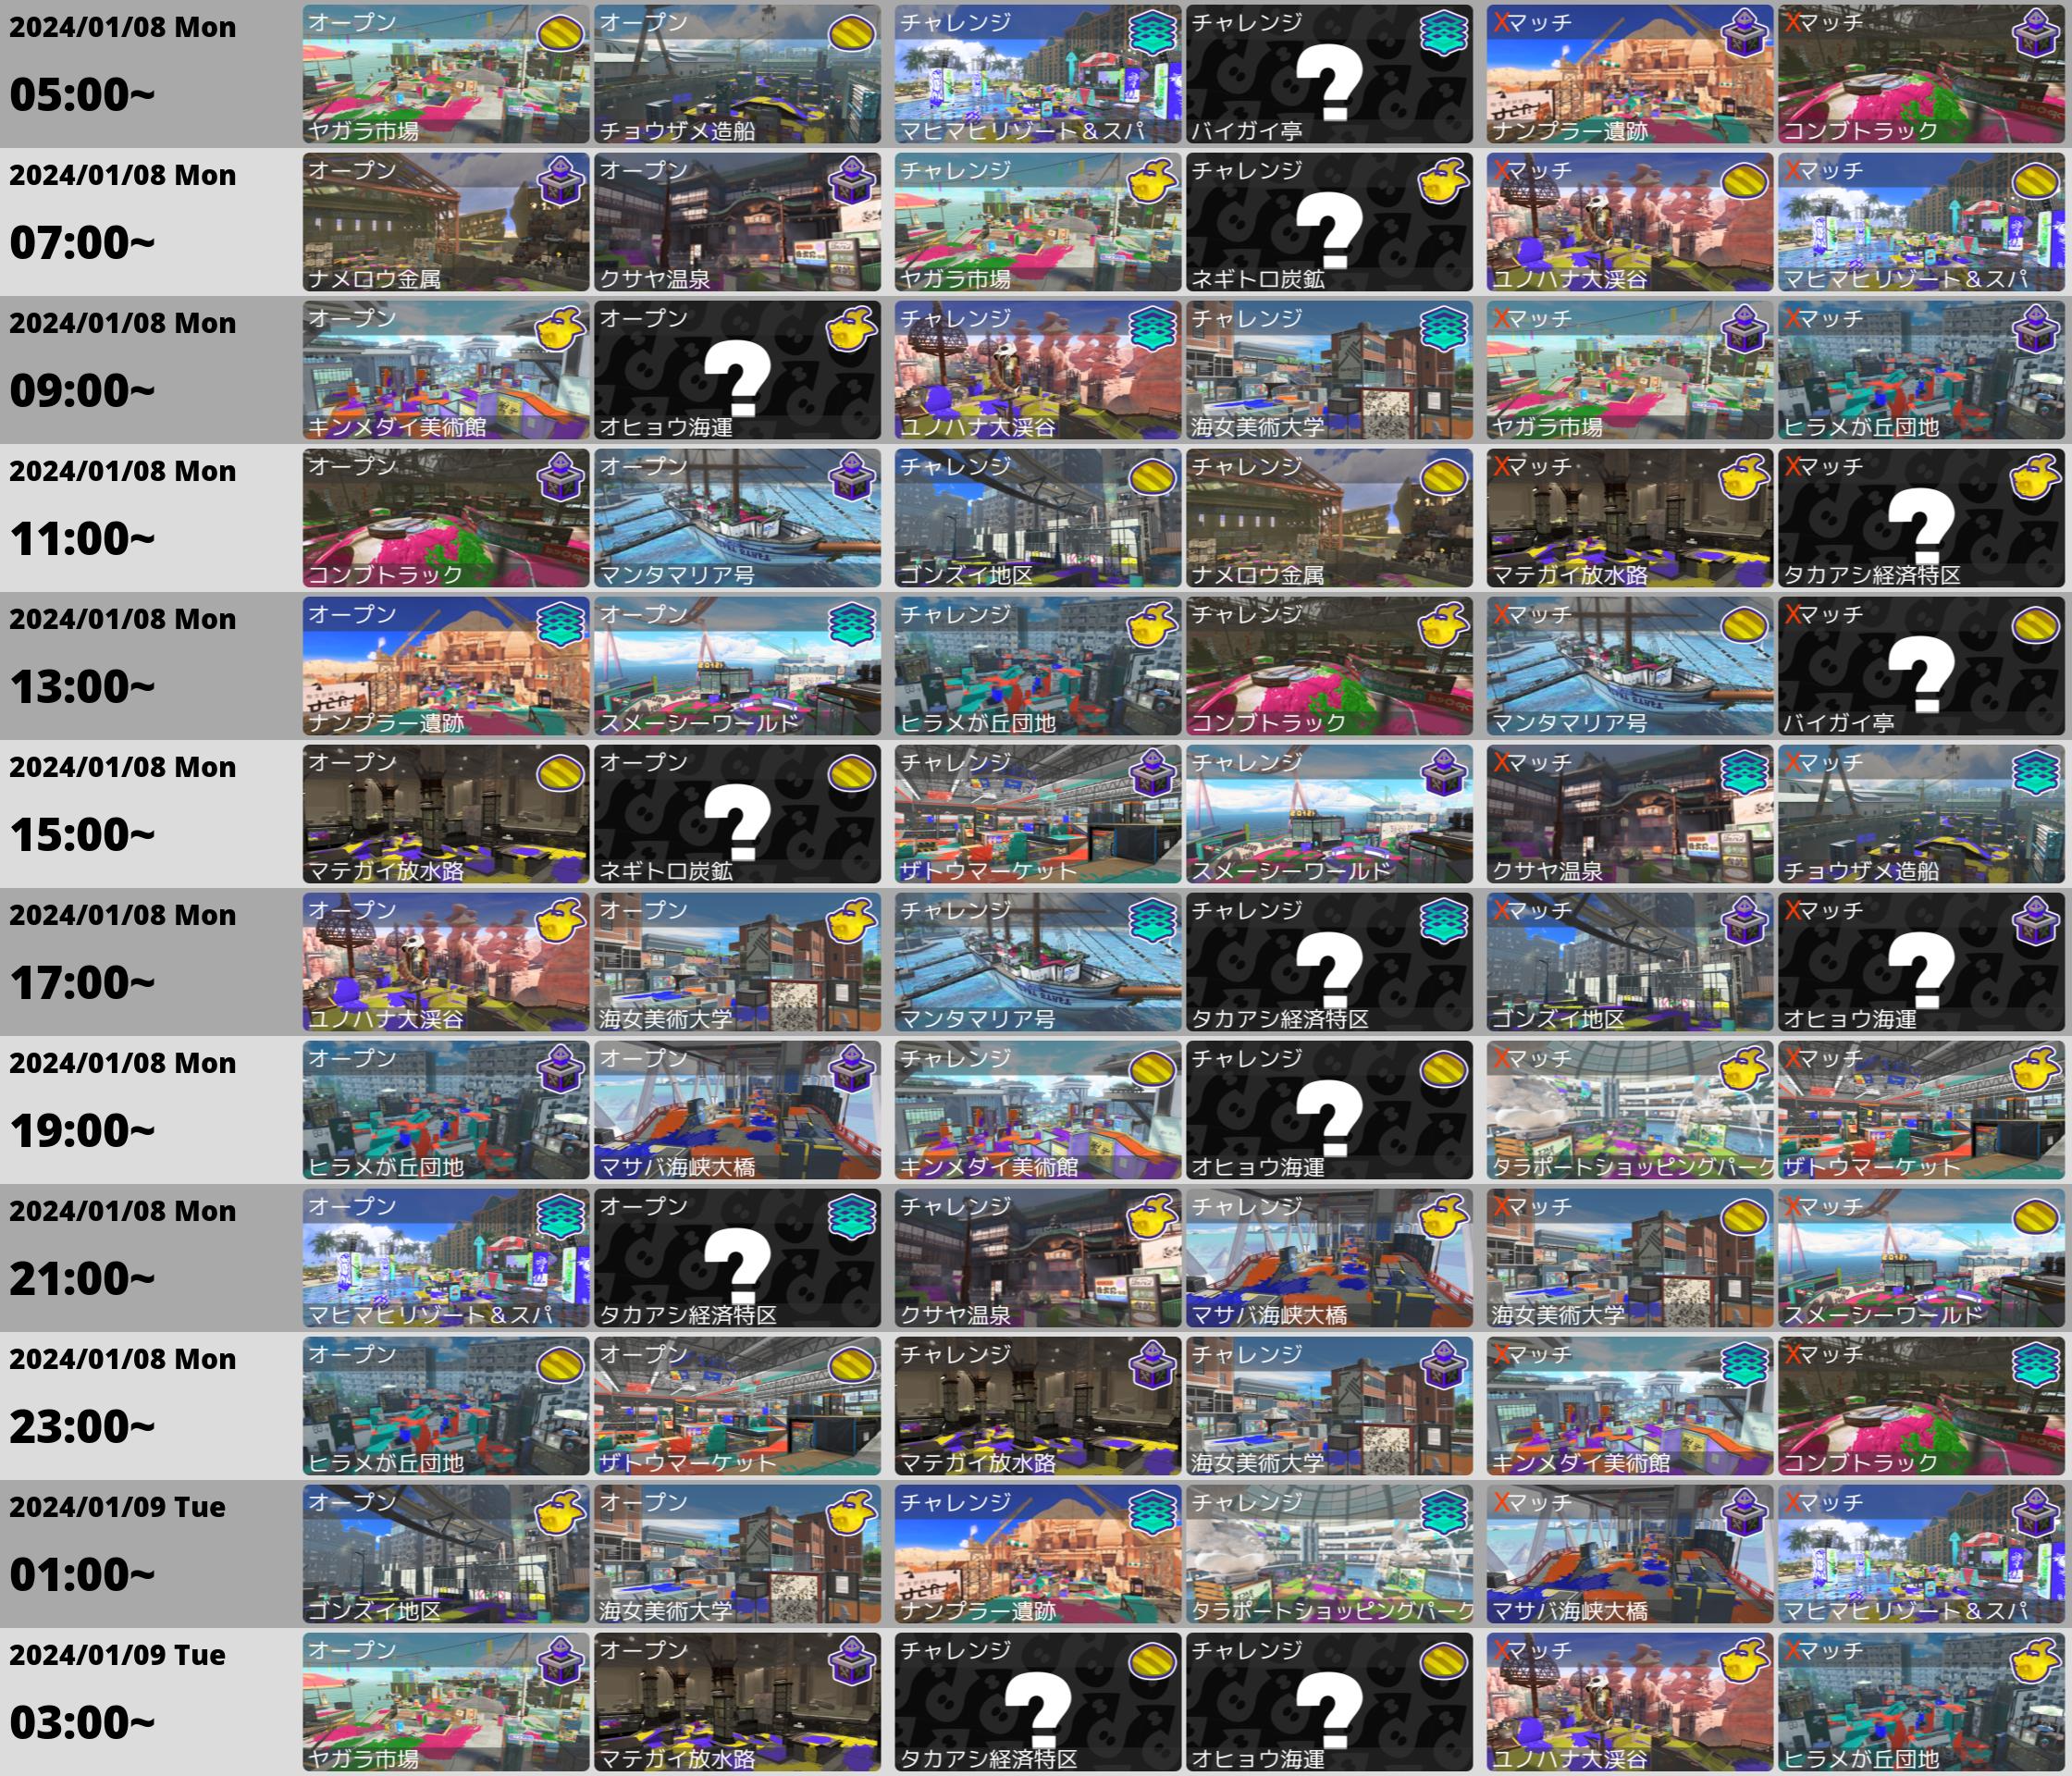 2024/01/08 Mon
05:00~
オープン
ヤガラ市場
オープン
チョウザメ造船
チャレンジ
マヒマヒリゾート＆スパ
チャレンジ
バイガイ亭
Xマッチ
ナンプラー遺跡
Xマッチ
コンブトラック
2024/01/08 Mon
07:00~
オープン
ナメロウ金属
オープン
クサヤ温泉
チャレンジ
ヤガラ市場
チャレンジ
ネギトロ炭鉱
Xマッチ
ユノハナ大渓谷
Xマッチ
マヒマヒリゾート＆スパ
2024/01/08 Mon
09:00~
オープン
キンメダイ美術館
オープン
オヒョウ海運
チャレンジ
ユノハナ大渓谷
チャレンジ
海女美術大学
Xマッチ
ヤガラ市場
Xマッチ
ヒラメが丘団地
2024/01/08 Mon
11:00~
オープン
コンブトラック
オープン
マンタマリア号
チャレンジ
ゴンズイ地区
チャレンジ
ナメロウ金属
Xマッチ
マテガイ放水路
Xマッチ
タカアシ経済特区
2024/01/08 Mon
13:00~
オープン
ナンプラー遺跡
オープン
スメーシーワールド
チャレンジ
ヒラメが丘団地
チャレンジ
コンブトラック
Xマッチ
マンタマリア号
Xマッチ
バイガイ亭
2024/01/08 Mon
15:00~
オープン
マテガイ放水路
オープン
ネギトロ炭鉱
チャレンジ
ザトウマーケット
チャレンジ
スメーシーワールド
Xマッチ
クサヤ温泉
Xマッチ
チョウザメ造船
2024/01/08 Mon
17:00~
オープン
ユノハナ大渓谷
オープン
海女美術大学
チャレンジ
マンタマリア号
チャレンジ
タカアシ経済特区
Xマッチ
ゴンズイ地区
Xマッチ
オヒョウ海運
2024/01/08 Mon
19:00~
オープン
ヒラメが丘団地
オープン
マサバ海峡大橋
チャレンジ
キンメダイ美術館
チャレンジ
オヒョウ海運
Xマッチ
タラポートショッピングパーク
Xマッチ
ザトウマーケット
2024/01/08 Mon
21:00~
オープン
マヒマヒリゾート＆スパ
オープン
タカアシ経済特区
チャレンジ
クサヤ温泉
チャレンジ
マサバ海峡大橋
Xマッチ
海女美術大学
Xマッチ
スメーシーワールド
2024/01/08 Mon
23:00~
オープン
ヒラメが丘団地
オープン
ザトウマーケット
チャレンジ
マテガイ放水路
チャレンジ
海女美術大学
Xマッチ
キンメダイ美術館
Xマッチ
コンブトラック
2024/01/09 Tue
01:00~
オープン
ゴンズイ地区
オープン
海女美術大学
チャレンジ
ナンプラー遺跡
チャレンジ
タラポートショッピングパーク
Xマッチ
マサバ海峡大橋
Xマッチ
マヒマヒリゾート＆スパ
2024/01/09 Tue
03:00~
オープン
ヤガラ市場
オープン
マテガイ放水路
チャレンジ
タカアシ経済特区
チャレンジ
オヒョウ海運
Xマッチ
ユノハナ大渓谷
Xマッチ
ヒラメが丘団地